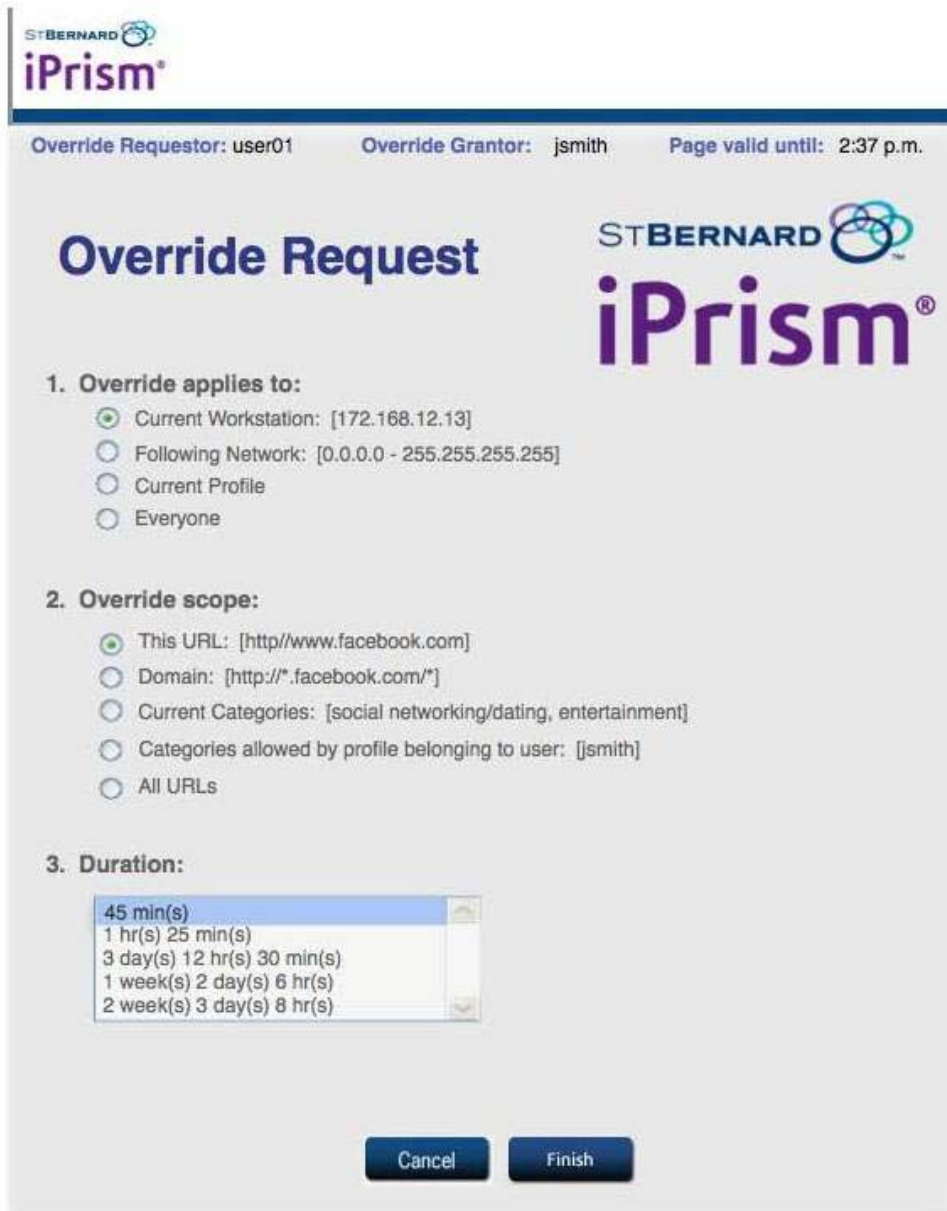 STBERNARD
iPrism®
Override Requestor: user01 Override Grantor: jsmith Page valid until: 2:37 p.m.
Override Request
STBERNARD™
iPrism®
1. Override applies to:
Current Workstation: [172.168.12.13]
Following Network: [0.0.0.0 - 255.255.255.255]
Current Profile
Everyone
2. Override scope:
This URL: [http//www.facebook.com]
Domain: [http://*.facebook.com/*]
Current Categories: [social networking/dating, entertainment]
Categories allowed by profile belonging to user: [jsmith]
All URLs
3. Duration:
45 min(s)
1 hr(s) 25 min(s)
3 day(s) 12 hr(s) 30 min(s)
1 week(s) 2 day(s) 6 hr(s)
2 week(s) 3 day(s) 8 hr(s)
Cancel Finish